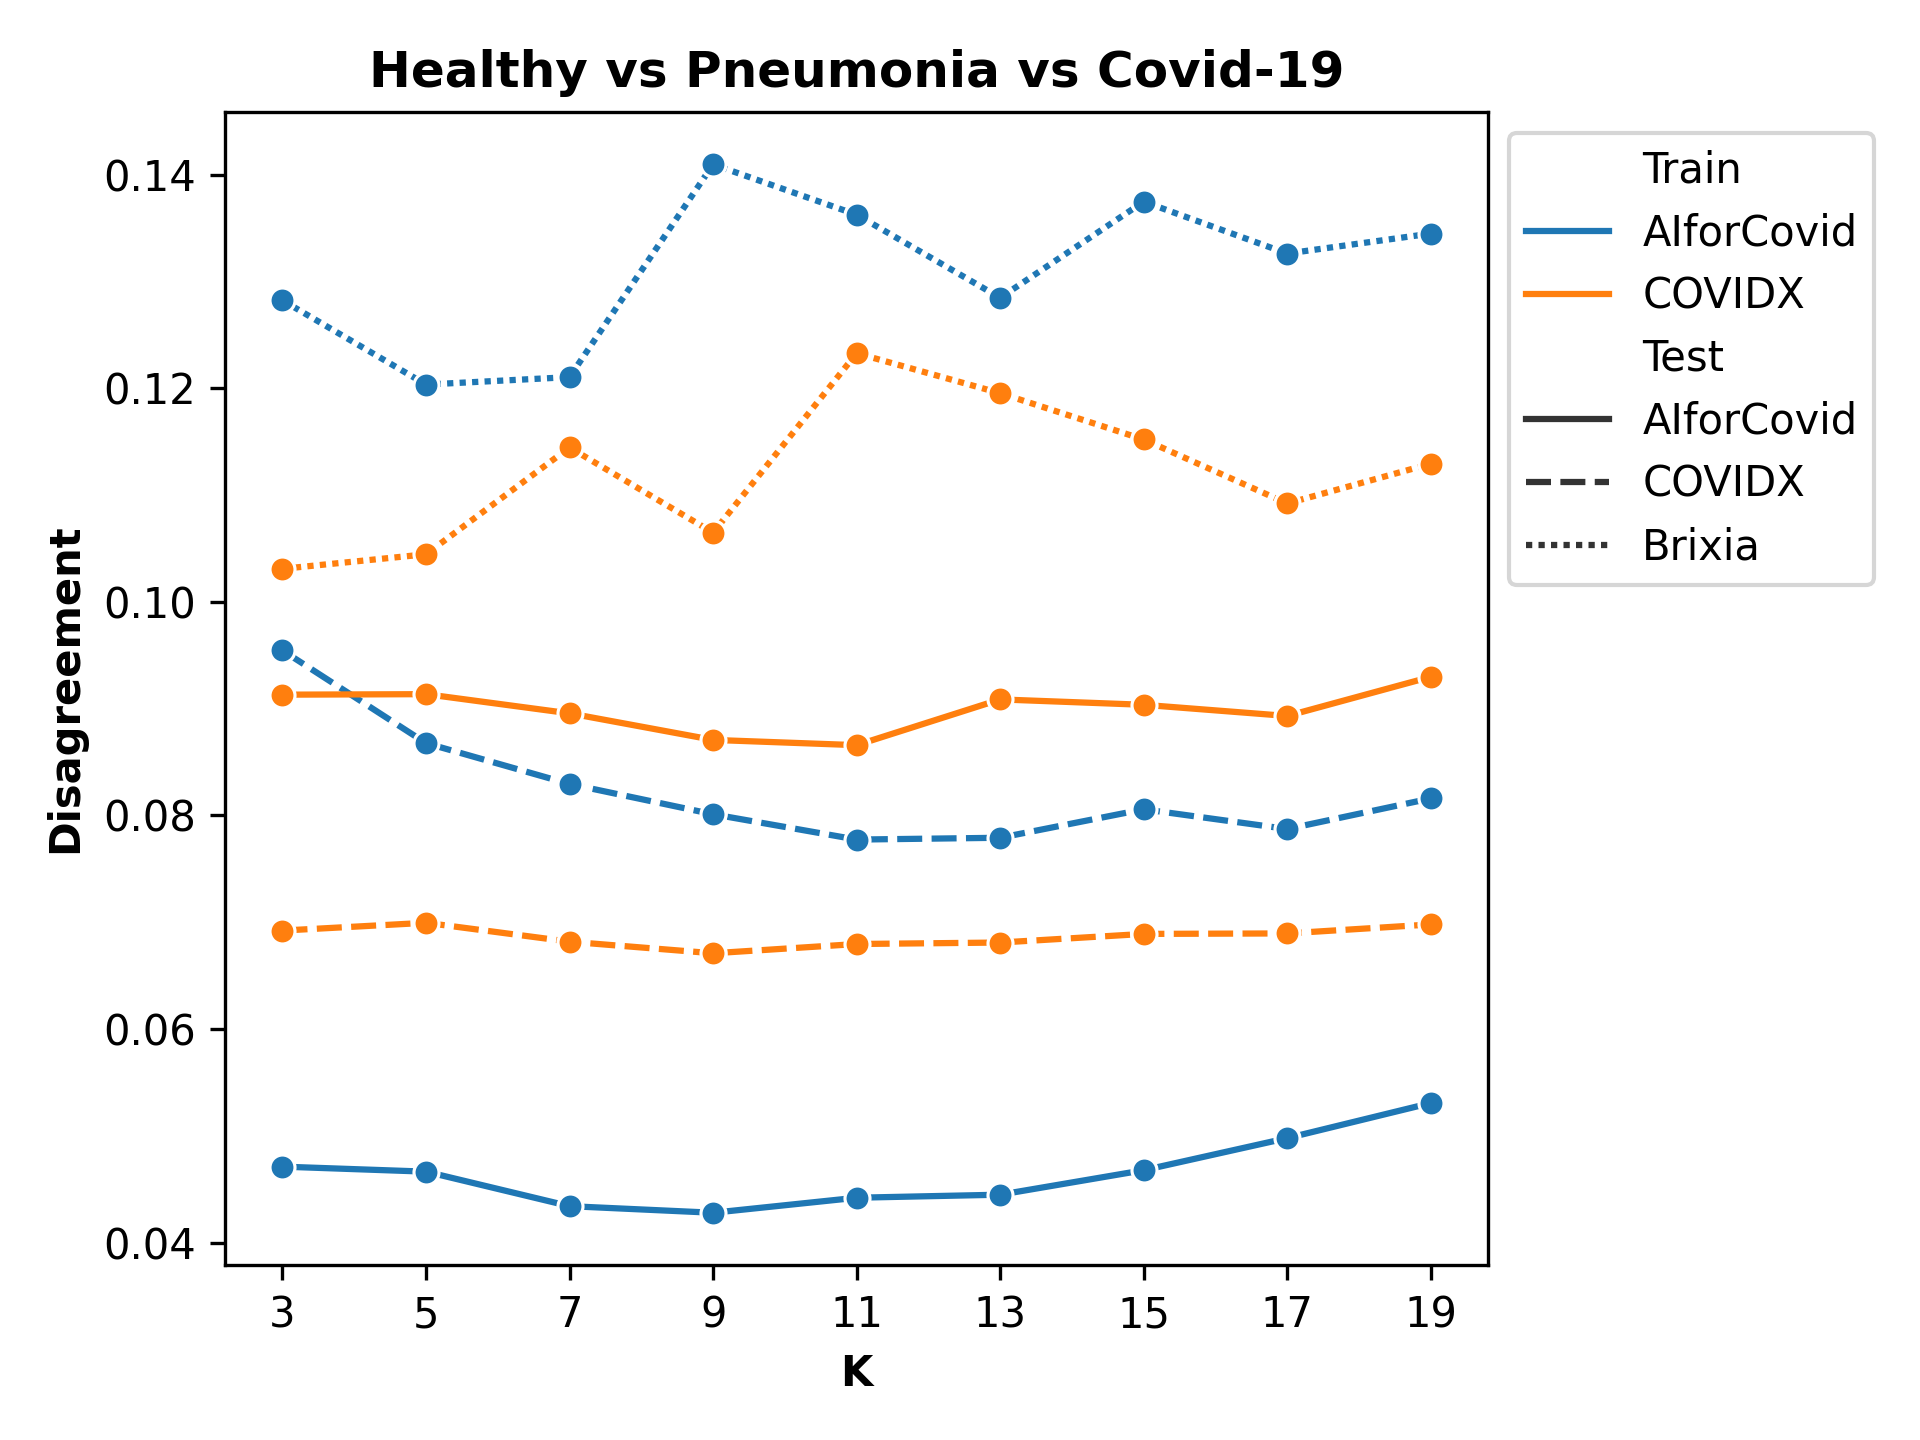 Healthy vs Pneumonia vs Covid-19
Disagreement
0.14
0.12
0.10
0.08
0.06
0.04
3 5 7 9 11 13 15 17 19
K
Train
AIforCovid
COVIDX
Test
AIforCovid
COVIDX
Brixia